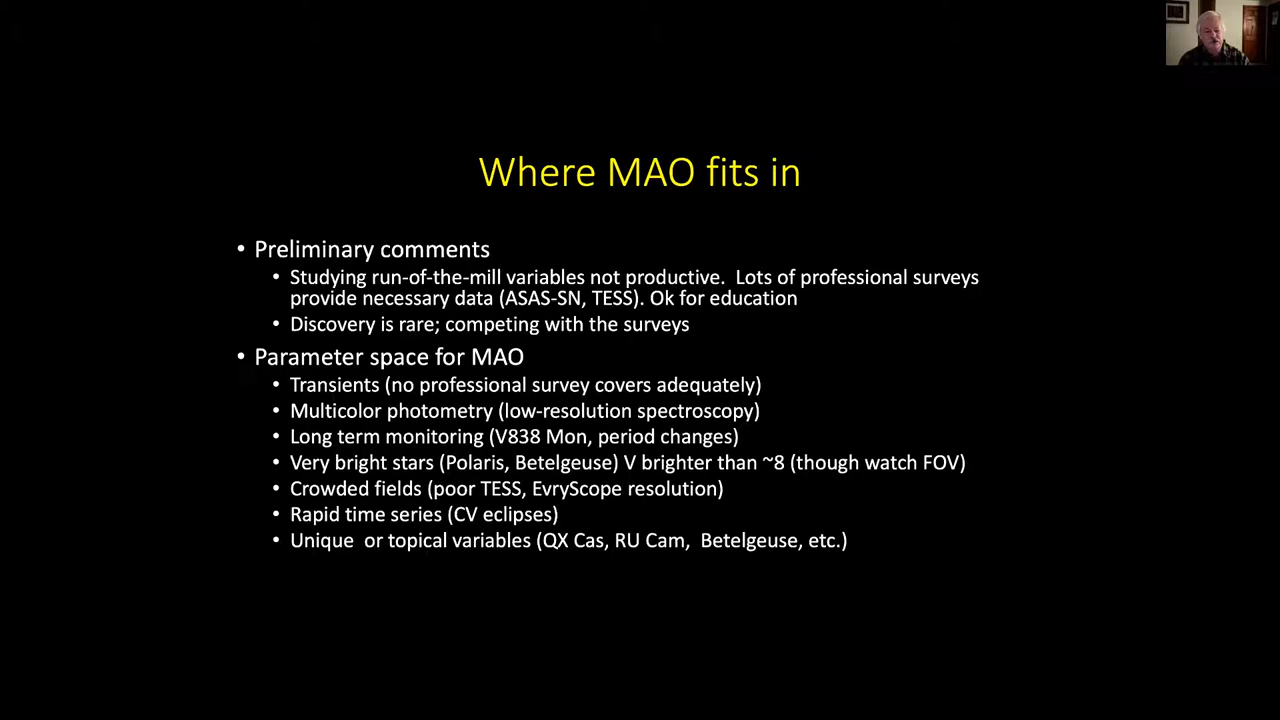 Where MAO fits in
• Preliminary comments
• Studying run-of-the-mill variables not productive.  Lots of professional surveys
provide necessary data (ASAS-SN, TESS). Ok for education
• Discovery is rare; competing with the surveys
• Parameter space for MAO
• Transients (no professional survey covers adequately)
• Multicolor photometry (low-resolution spectroscopy)
• Long term monitoring (V838 Mon, period changes)
• Very bright stars (Polaris, Betelgeuse) V brighter than ~8 (though watch FOV)
• Crowded fields (poor TESS, EvryScope resolution)
• Rapid time series (CV eclipses)
• Unique  or topical variables (QX Cas, RU Cam,  Betelgeuse, etc.)